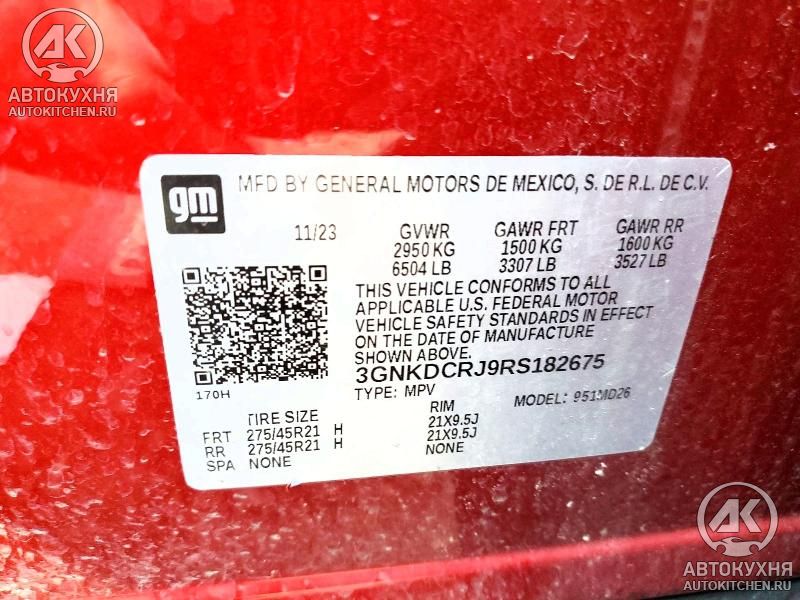 АК
АВТОКУХНЯ
AUTOKITCHEN.RU
gm
MFD BY GENERAL MOTORS DE MEXICO, S. DE R.L. DE C.V.
11/23 GVWR GAWR FRT GAWR RR
2950 KG 1500 KG 1600 KG
6504 LB 3307 LB 3527 LB
THIS VEHICLE CONFORMS TO ALL
APPLICABLE U.S. FEDERAL MOTOR
VEHICLE SAFETY STANDARDS IN EFFECT
ON THE DATE OF MANUFACTURE
SHOWN ABOVE.
3GNKDCRJ9RS182675
170H
TYPE: MPV MODEL: 951MD26
TIRE SIZE RIM
FRT 275/45R21 H 21X9.5J
RR 275/45R21 H 21X9.5J
SPA NONE NONE
АК
АВТОКУХНЯ
AUTOKITCHEN.RU